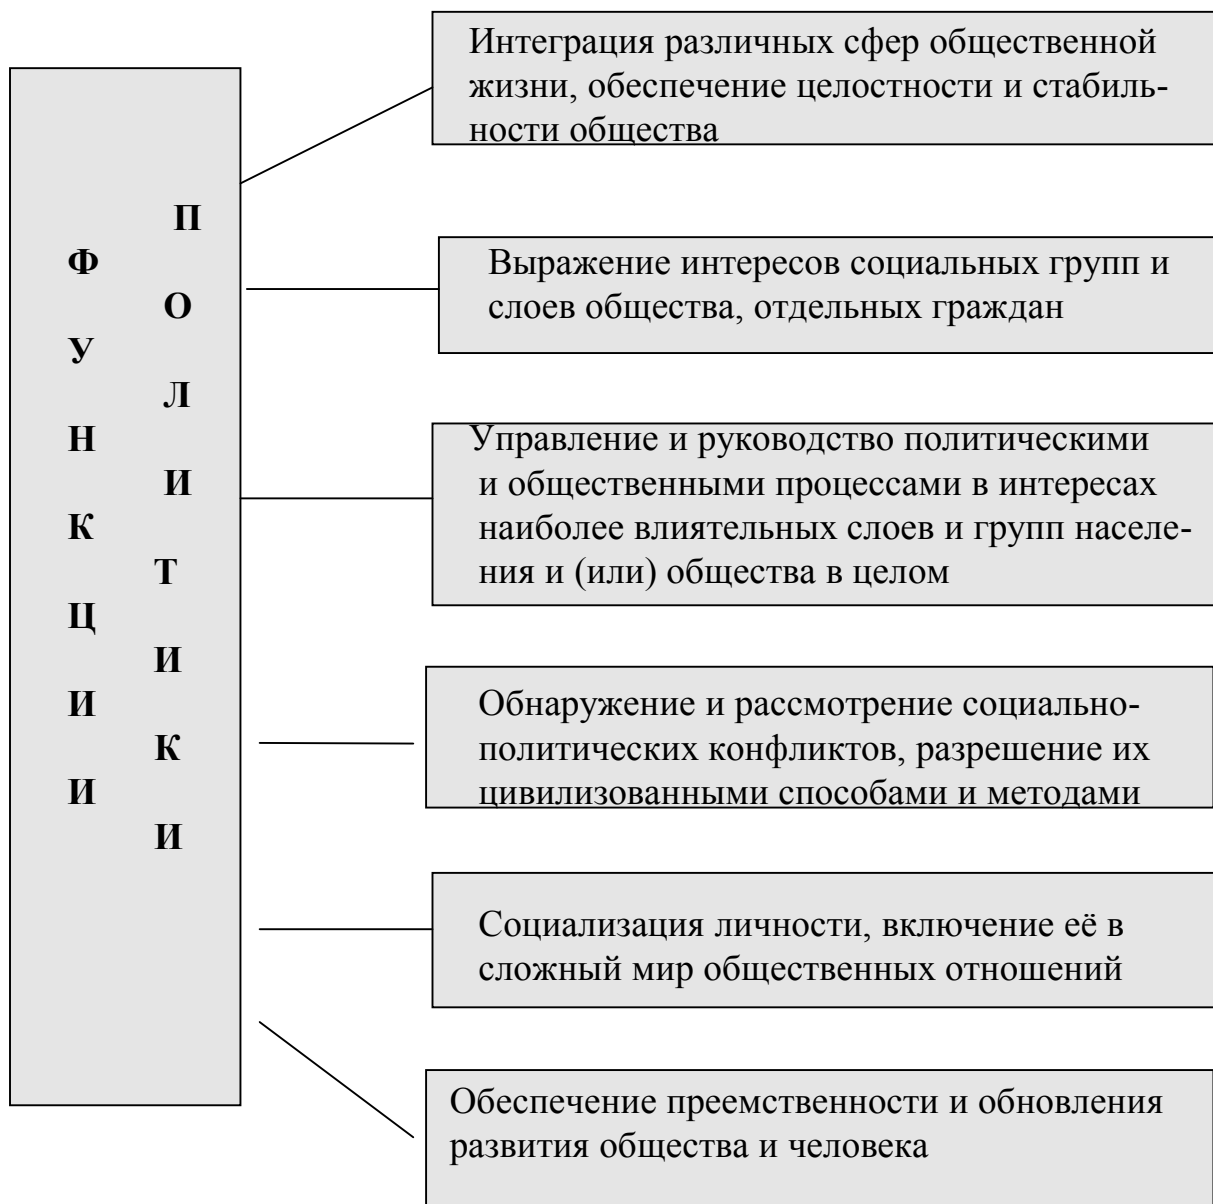 ФУНКЦИИ
ПОЛИТИКИ
Интеграция различных сфер общественной
жизни, обеспечение целостности и стабиль-
ности общества
Выражение интересов социальных групп и
слоев общества, отдельных граждан
Управление и руководство политическими
и общественными процессами в интересах
наиболее влиятельных слоев и групп населе-
ния и (или) общества в целом
Обнаружение и рассмотрение социально-
политических конфликтов, разрешение их
цивилизованными способами и методами
Социализация личности, включение её в
сложный мир общественных отношений
Обеспечение преемственности и обновления
развития общества и человека